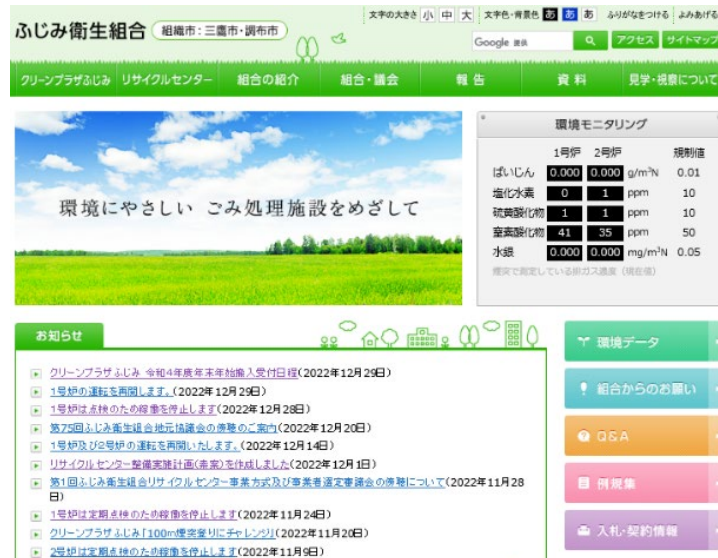 文字の大きさ 小 中 大 文字色・背景色 あ あ あ ふりがなをつける よみあげる
ふじみ衛生組合 組織市：三鷹市・調布市
Google 提供 アクセス サイトマップ
クリーンプラザふじみ リサイクルセンター 組合の紹介 組合・議会 報告 資料 見学・視察について
環境にやさしい ごみ処理施設をめざして
環境モニタリング
1号炉 2号炉 規制値
ばいじん 0.000 0.000 g/m³N 0.01
塩化水素 0 1 ppm 10
硫黄酸化物 1 1 ppm 10
窒素酸化物 41 35 ppm 50
水銀 0.000 0.000 mg/m³N 0.05
煙突で測定している排ガス濃度（現在値）
お知らせ
クリーンプラザふじみ 令和4年度年末年始搬入受付日程(2022年12月29日)
1号炉の運転を再開します。(2022年12月29日)
1号炉は点検のため稼働を停止します(2022年12月28日)
第75回ふじみ衛生組合地元協議会の傍聴のご案内(2022年12月20日)
1号炉及び2号炉の運転を再開いたします。(2022年12月14日)
リサイクルセンター整備実施計画(素案)を作成しました(2022年12月1日)
第1回ふじみ衛生組合リサイクルセンター事業方式及び事業者選定審議会の傍聴について(2022年11月28
日)
1号炉は定期点検のため稼働を停止します(2022年11月24日)
クリーンプラザふじみ「100m煙突登りにチャレンジ」(2022年11月20日)
2号炉は定期点検のため稼働を停止します(2022年11月9日)
環境データ
組合からのお願い
Q&A
例規集
入札・契約情報